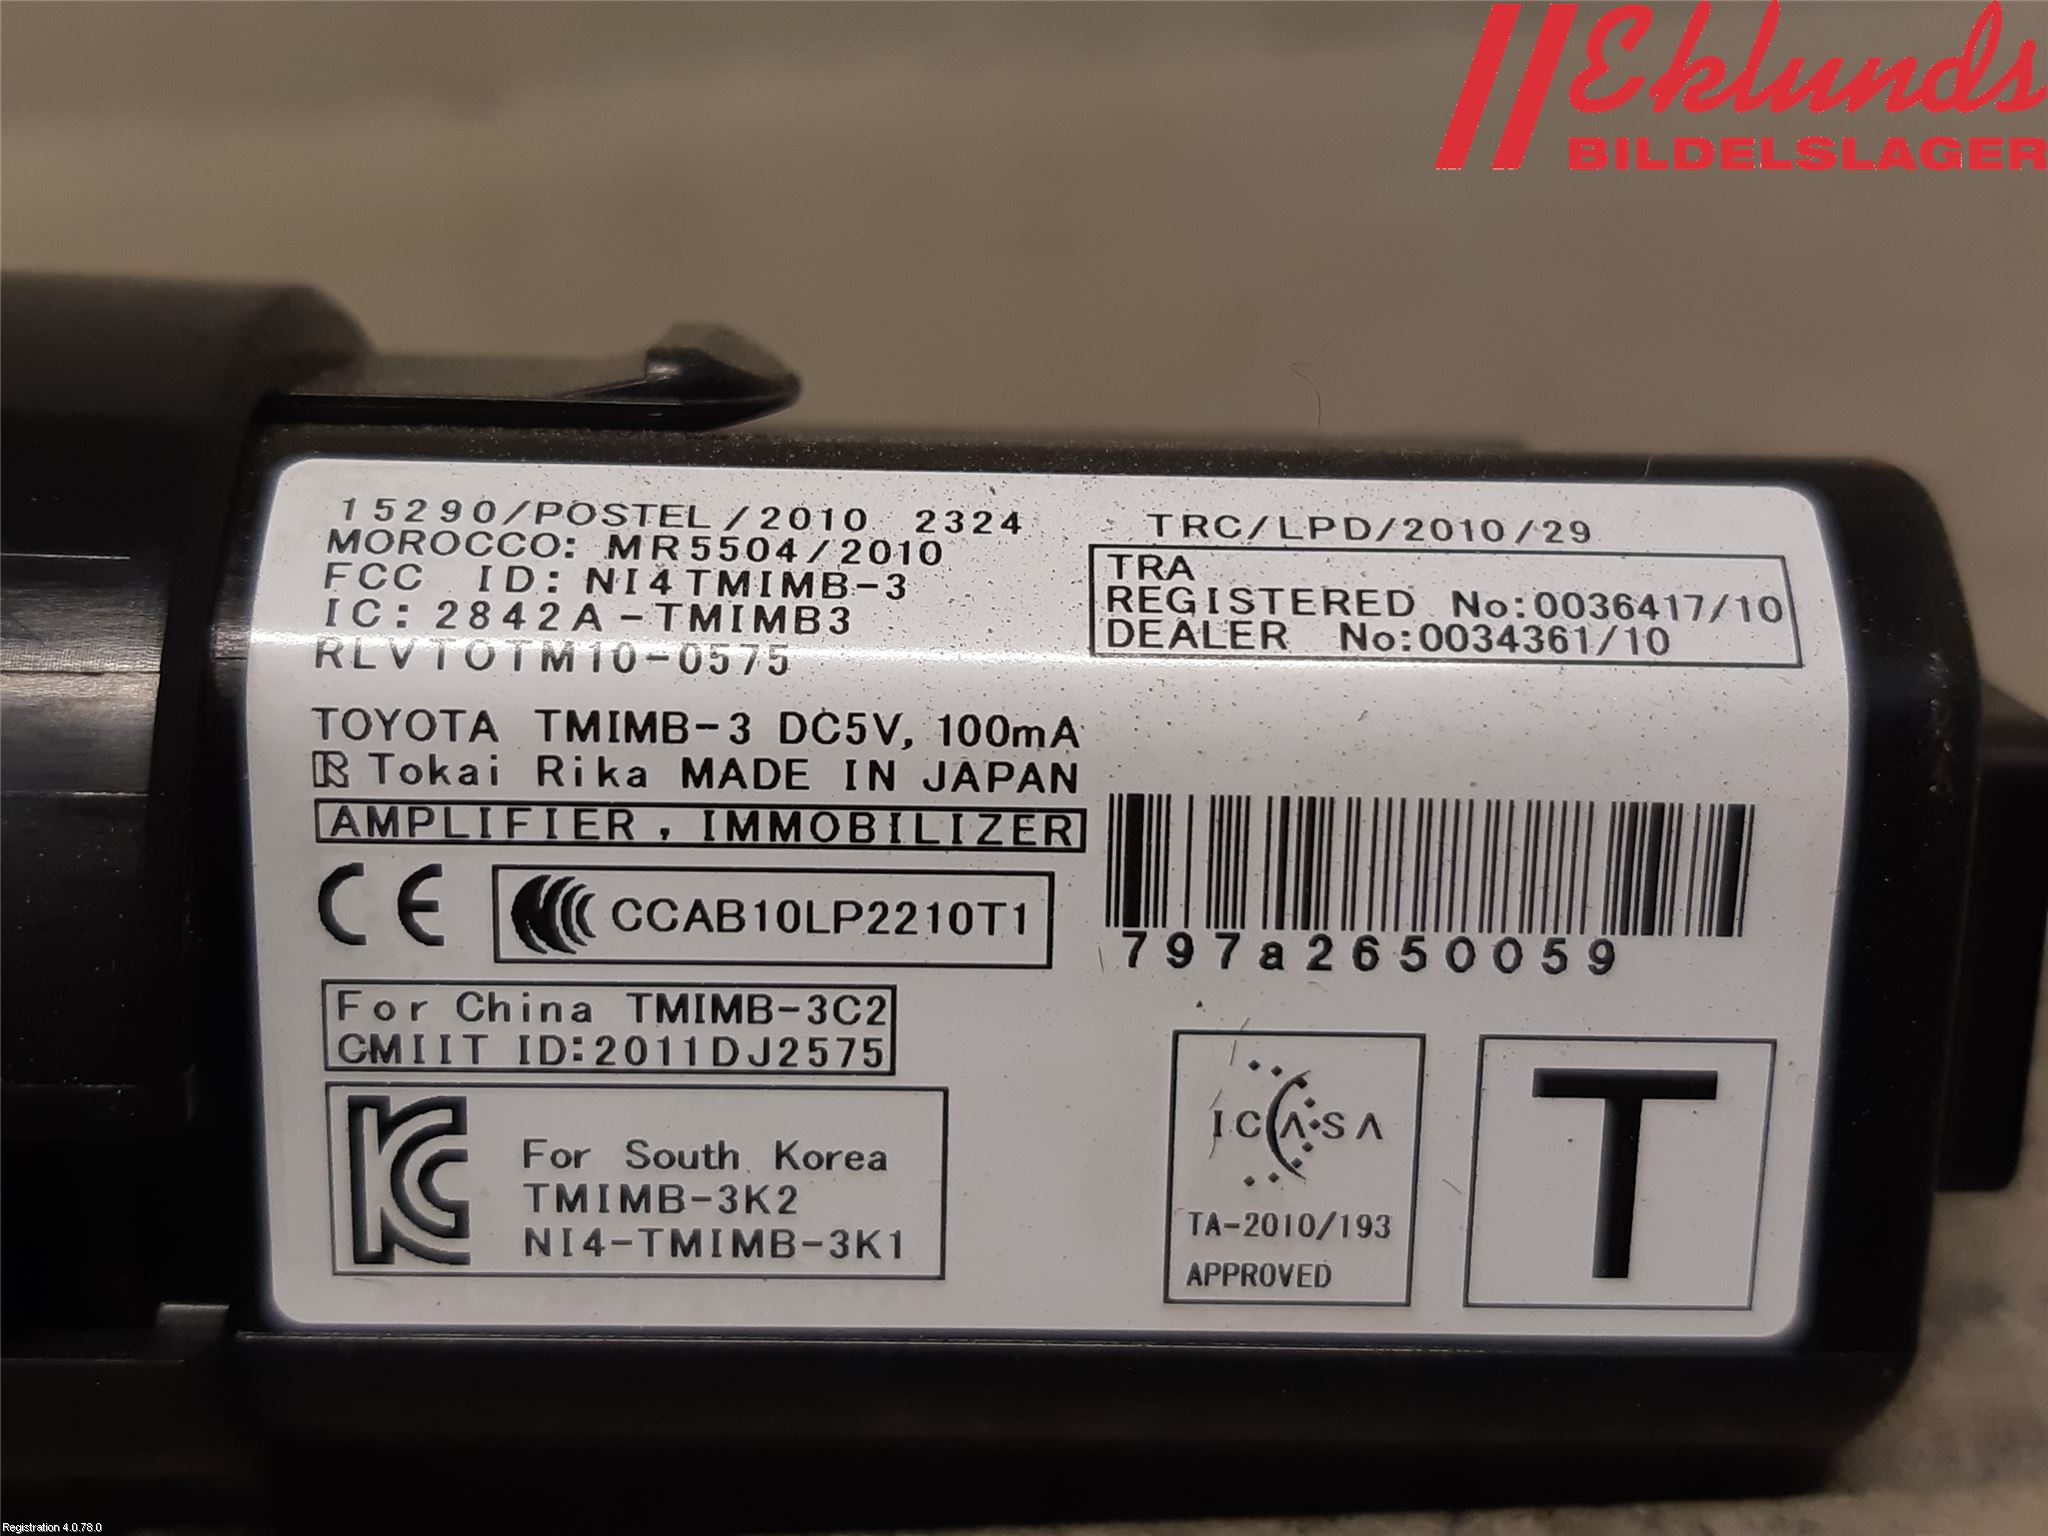 Eklunds
BILDELSLAGER
15290/POSTEL/2010 2324
MOROCCO: MR5504/2010
FCC ID: NI4TMIMB-3
IC: 2842A-TMIMB3
RLVTOTM10-0575
TRC/LPD/2010/29
TRA
REGISTERED No:0036417/10
DEALER No:0034361/10
TOYOTA TMIMB-3 DC5V, 100mA
Tokai Rika MADE IN JAPAN
AMPLIFIER, IMMOBILIZER
CE
CCAB10LP2210T1
797a2650059
For China TMIMB-3C2
CMIIT ID:2011DJ2575
KC
For South Korea
TMIMB-3K2
NI4-TMIMB-3K1
ICASA
TA-2010/193
APPROVED
T
Registration 4.0.78.0